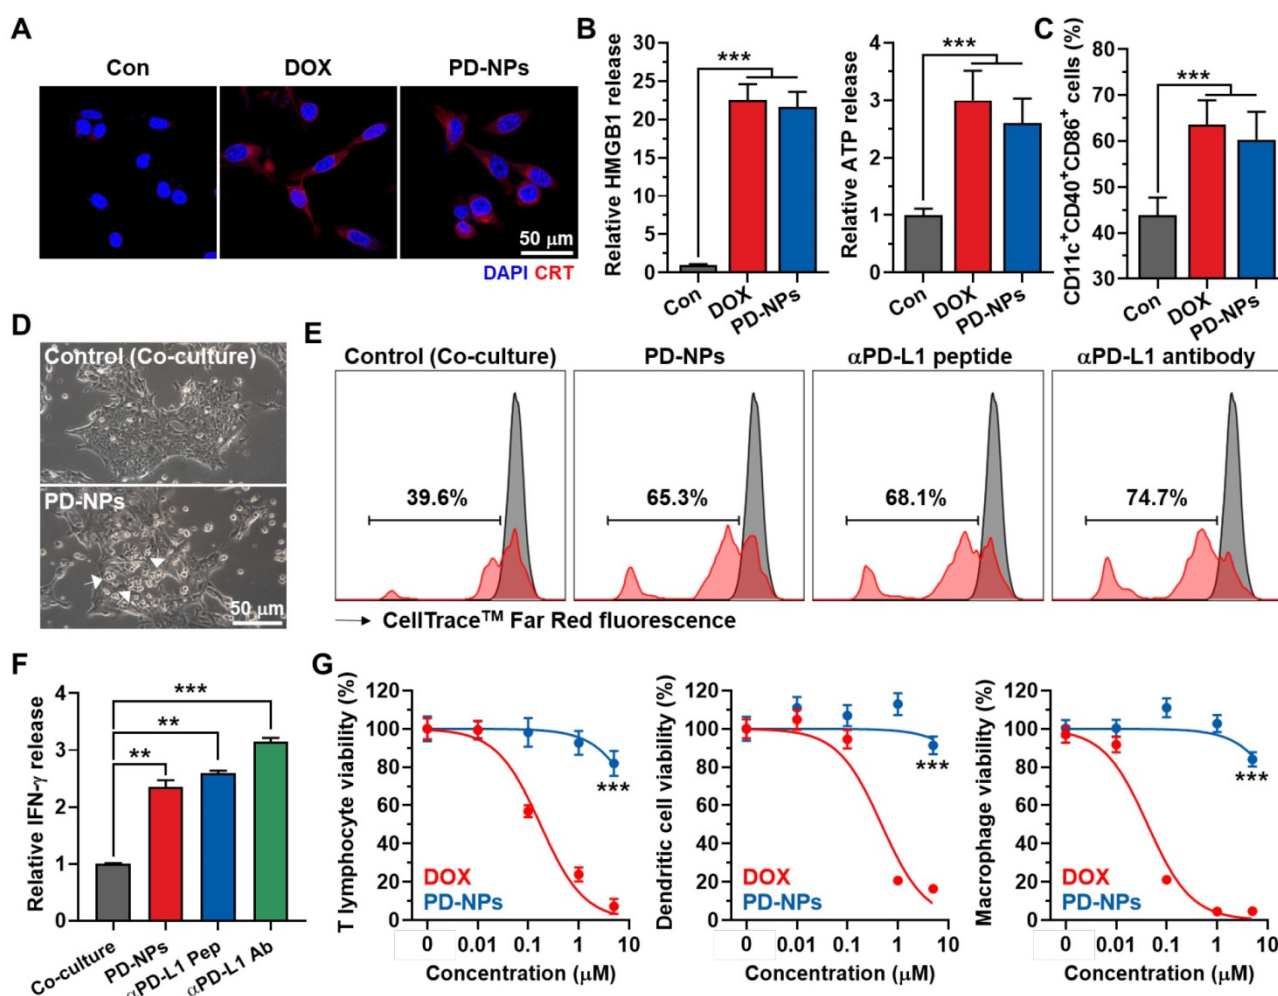 A
Con
DOX
PD-NPs
50 μm
DAPI CRT
B
Relative HMGB1 release
30
25
20
15
10
5
0
***
Con
DOX
PD-NPs
Relative ATP release
4
3
2
1
0
***
Con
DOX
PD-NPs
C
CD11c⁺CD40⁺CD86⁺ cells (%)
80
70
60
50
40
30
***
Con
DOX
PD-NPs
D
Control (Co-culture)
PD-NPs
50 μm
E
Control (Co-culture)
PD-NPs
αPD-L1 peptide
αPD-L1 antibody
39.6%
65.3%
68.1%
74.7%
CellTrace™ Far Red fluorescence
F
Relative IFN-γ release
4
3
2
1
0
***
**
**
Co-culture
PD-NPs
αPD-L1 Pep
αPD-L1 Ab
G
T lymphocyte viability (%)
120
100
80
60
40
20
0
***
DOX
PD-NPs
0 0.01 0.1 1 10
Concentration (μM)
Dendritic cell viability (%)
120
100
80
60
40
20
0
***
DOX
PD-NPs
0 0.01 0.1 1 10
Concentration (μM)
Macrophage viability (%)
120
100
80
60
40
20
0
***
DOX
PD-NPs
0 0.01 0.1 1 10
Concentration (μM)